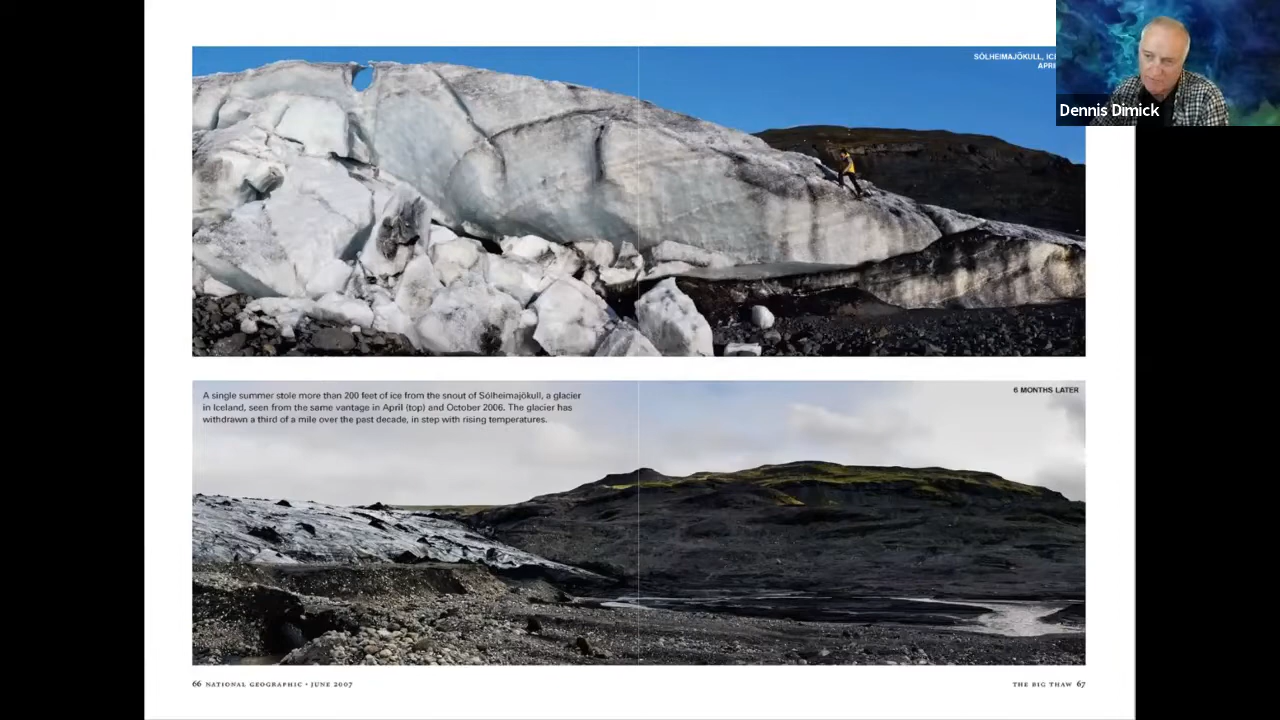 SÓLHEIMAJÖKULL,
Dennis Dimick
A single summer stole more than 200 feet of ice from the snout of Sólheimajökull, a glacier
in Iceland, seen from the same vantage in April (top) and October 2006. The glacier has
withdrawn a third of a mile over the past decade, in step with rising temperatures.
6 MONTHS LATER
66 NATIONAL GEOGRAPHIC • JUNE 2007
THE BIG THAW 67